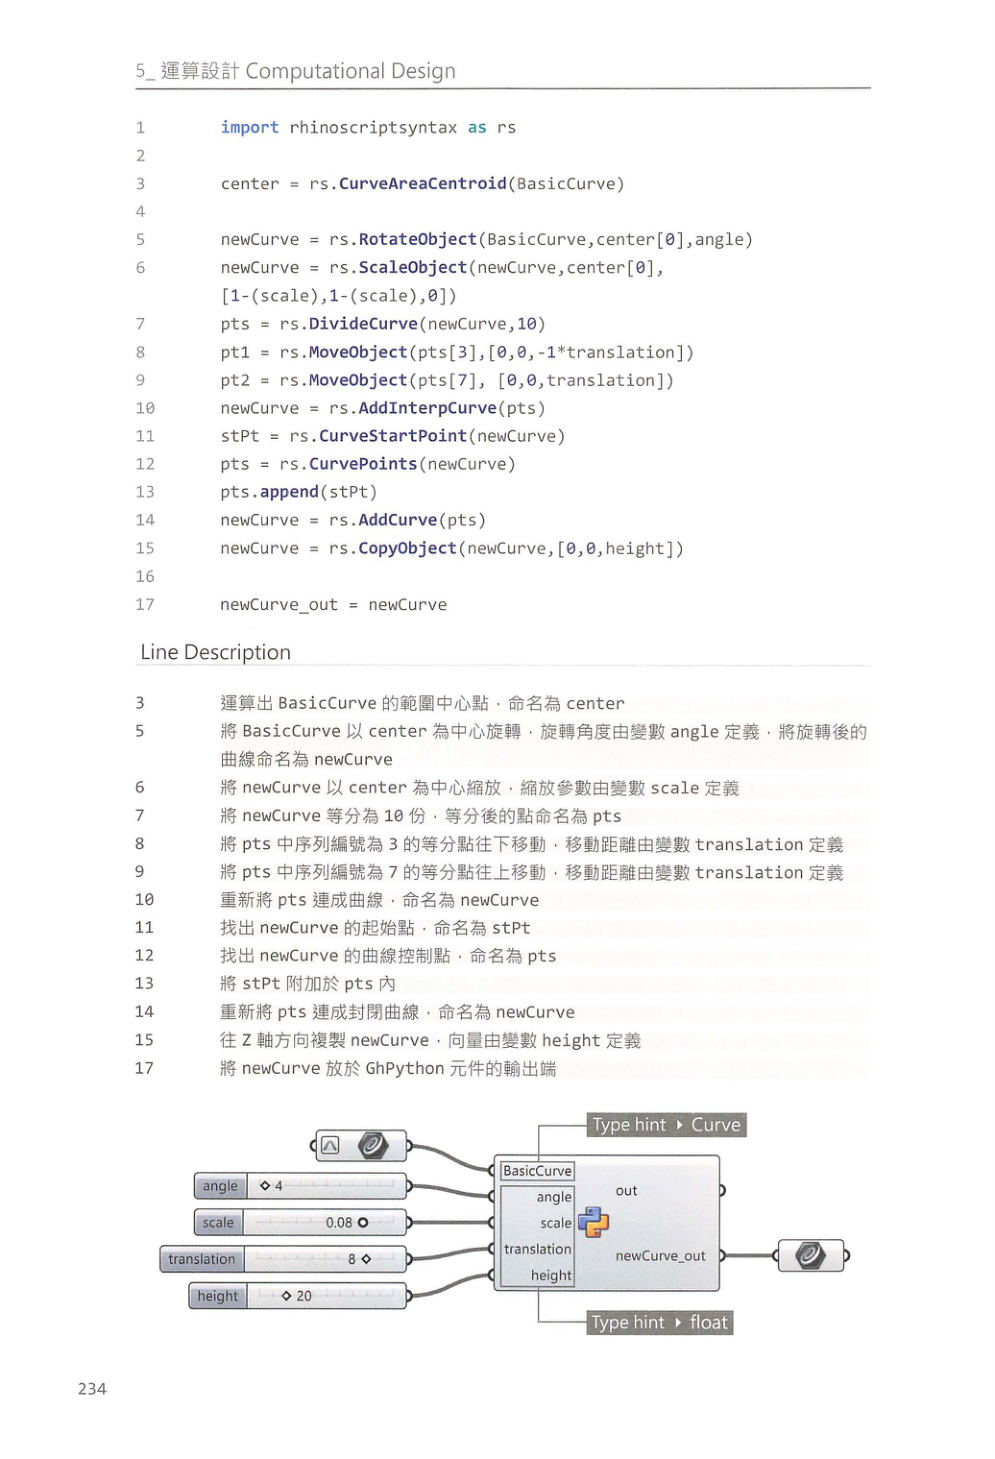 5_ 運算設計 Computational Design
1 import rhinoscriptsyntax as rs
2
3 center = rs.CurveAreaCentroid(BasicCurve)
4
5 newCurve = rs.RotateObject(BasicCurve,center[0],angle)
6 newCurve = rs.ScaleObject(newCurve,center[0],
[1-(scale),1-(scale),0])
7 pts = rs.DivideCurve(newCurve,10)
8 pt1 = rs.MoveObject(pts[3],[0,0,-1*translation])
9 pt2 = rs.MoveObject(pts[7], [0,0,translation])
10 newCurve = rs.AddInterpCurve(pts)
11 stPt = rs.CurveStartPoint(newCurve)
12 pts = rs.CurvePoints(newCurve)
13 pts.append(stPt)
14 newCurve = rs.AddCurve(pts)
15 newCurve = rs.CopyObject(newCurve,[0,0,height])
16
17 newCurve_out = newCurve
Line Description
3 運算出 BasicCurve 的範圍中心點，命名為 center
5 將 BasicCurve 以 center 為中心旋轉，旋轉角度由變數 angle 定義，將旋轉後的
曲線命名為 newCurve
6 將 newCurve 以 center 為中心縮放，縮放參數由變數 scale 定義
7 將 newCurve 等分為 10 份，等分後的點命名為 pts
8 將 pts 中序列編號為 3 的等分點往下移動，移動距離由變數 translation 定義
9 將 pts 中序列編號為 7 的等分點往上移動，移動距離由變數 translation 定義
10 重新將 pts 連成曲線，命名為 newCurve
11 找出 newCurve 的起始點，命名為 stPt
12 找出 newCurve 的曲線控制點，命名為 pts
13 將 stPt 附加於 pts 內
14 重新將 pts 連成封閉曲線，命名為 newCurve
15 往 Z 軸方向複製 newCurve，向量由變數 height 定義
17 將 newCurve 放於 GhPython 元件的輸出端
Type hint ▸ Curve
BasicCurve
angle 4
angle
out
scale 0.08
scale
translation 8
translation
newCurve_out
height 20
height
Type hint ▸ float
234